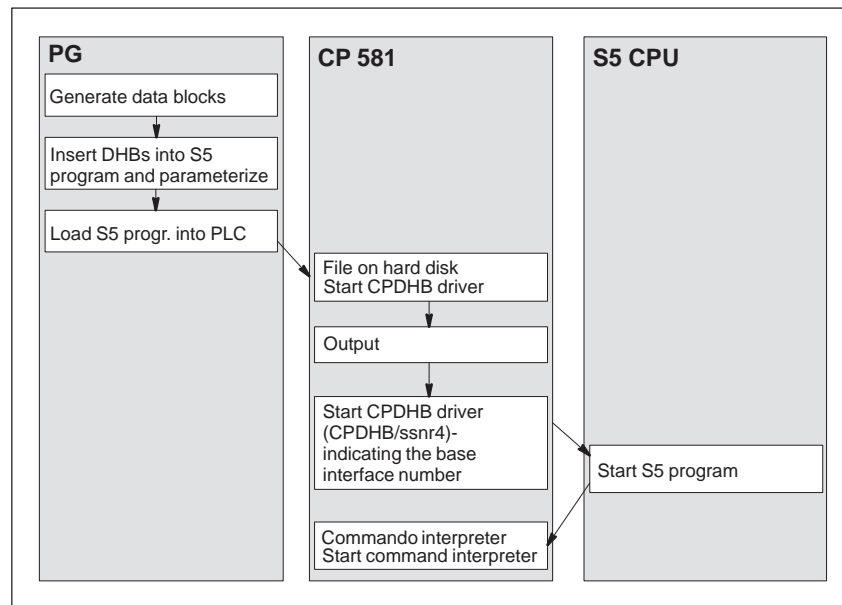 PG
Generate data blocks
Insert DHBs into S5
program and parameterize
Load S5 progr. into PLC
CP 581
File on hard disk
Start CPDHB driver
Output
Start CPDHB driver
(CPDHB/ssnr4)-
indicating the base
interface number
Commando interpreter
Start command interpreter
S5 CPU
Start S5 program